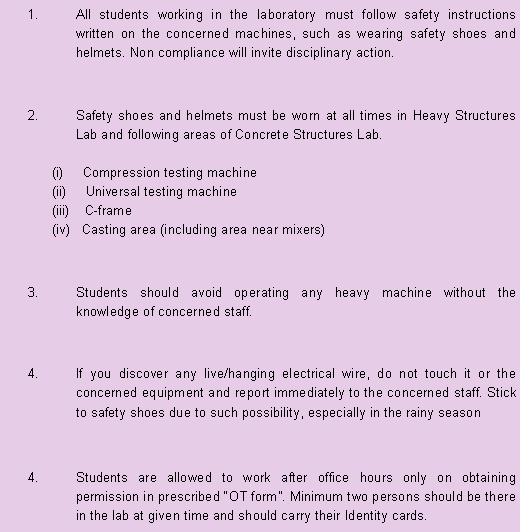 1. All students working in the laboratory must follow safety instructions
written on the concerned machines, such as wearing safety shoes and
helmets. Non compliance will invite disciplinary action.
2. Safety shoes and helmets must be worn at all times in Heavy Structures
Lab and following areas of Concrete Structures Lab.
(i) Compression testing machine
(ii) Universal testing machine
(iii) C-frame
(iv) Casting area (including area near mixers)
3. Students should avoid operating any heavy machine without the
knowledge of concerned staff.
4. If you discover any live/hanging electrical wire, do not touch it or the
concerned equipment and report immediately to the concerned staff. Stick
to safety shoes due to such possibility, especially in the rainy season
4. Students are allowed to work after office hours only on obtaining
permission in prescribed "OT form". Minimum two persons should be there
in the lab at given time and should carry their Identity cards.